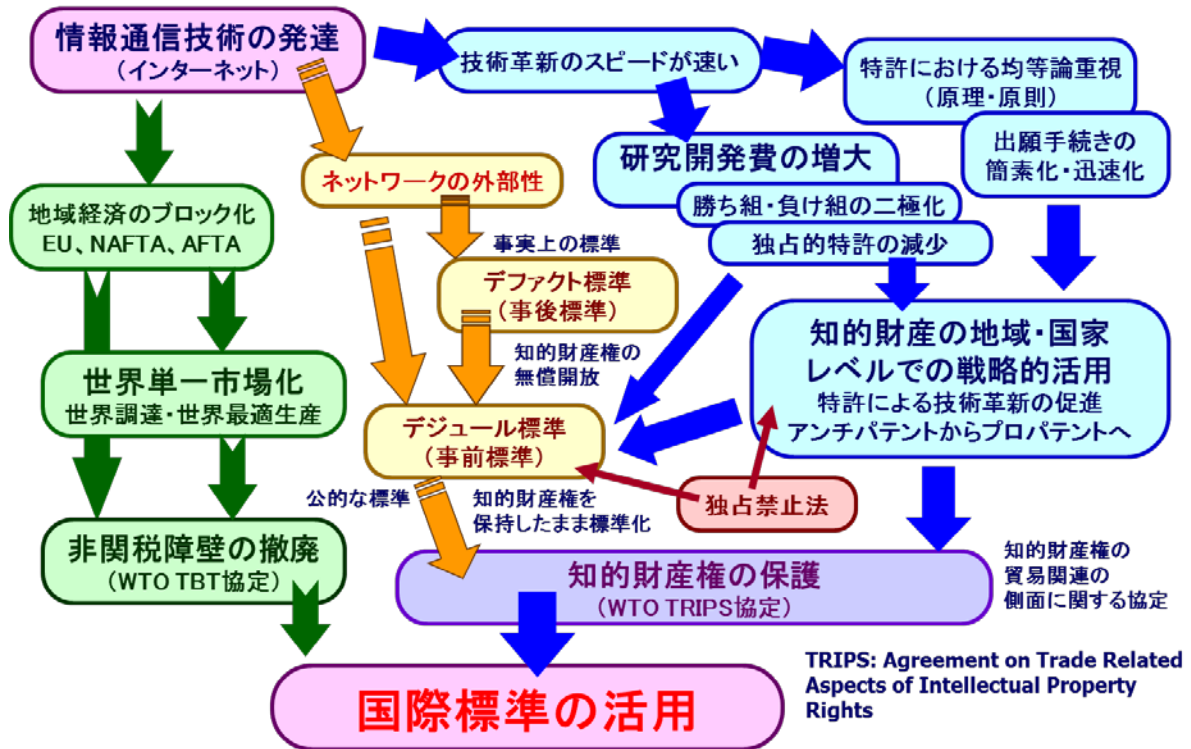 情報通信技術の発達
(インターネット)
技術革新のスピードが速い
特許における均等論重視
(原理・原則)
出願手続きの
簡素化・迅速化
研究開発費の増大
勝ち組・負け組の二極化
独占的特許の減少
ネットワークの外部性
地域経済のブロック化
EU、NAFTA、AFTA
事実上の標準
デファクト標準
(事後標準)
知的財産権の
無償開放
知的財産の地域・国家
レベルでの戦略的活用
特許による技術革新の促進
アンチパテントからプロパテントへ
世界単一市場化
世界調達・世界最適生産
デジュール標準
(事前標準)
独占禁止法
公的な標準
知的財産権を
保持したまま標準化
非関税障壁の撤廃
(WTO TBT協定)
知的財産権の保護
(WTO TRIPS協定)
知的財産権の
貿易関連の
側面に関する協定
国際標準の活用
TRIPS: Agreement on Trade Related
Aspects of Intellectual Property
Rights